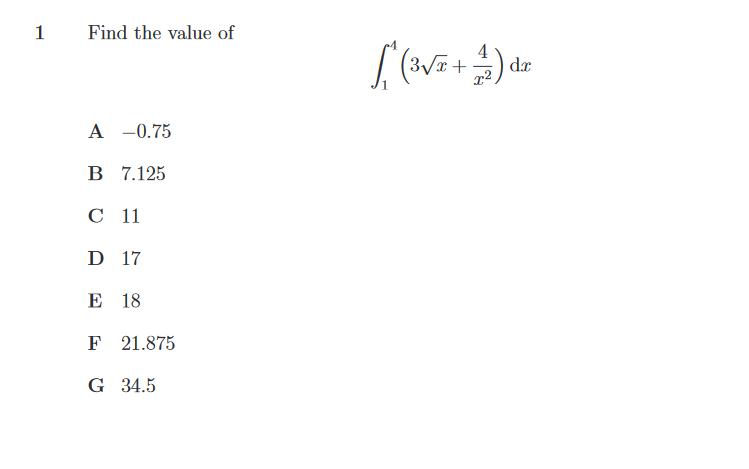 1 Find the value of
∫₁⁴ (3√x + 4/x²) dx
A −0.75
B 7.125
C 11
D 17
E 18
F 21.875
G 34.5